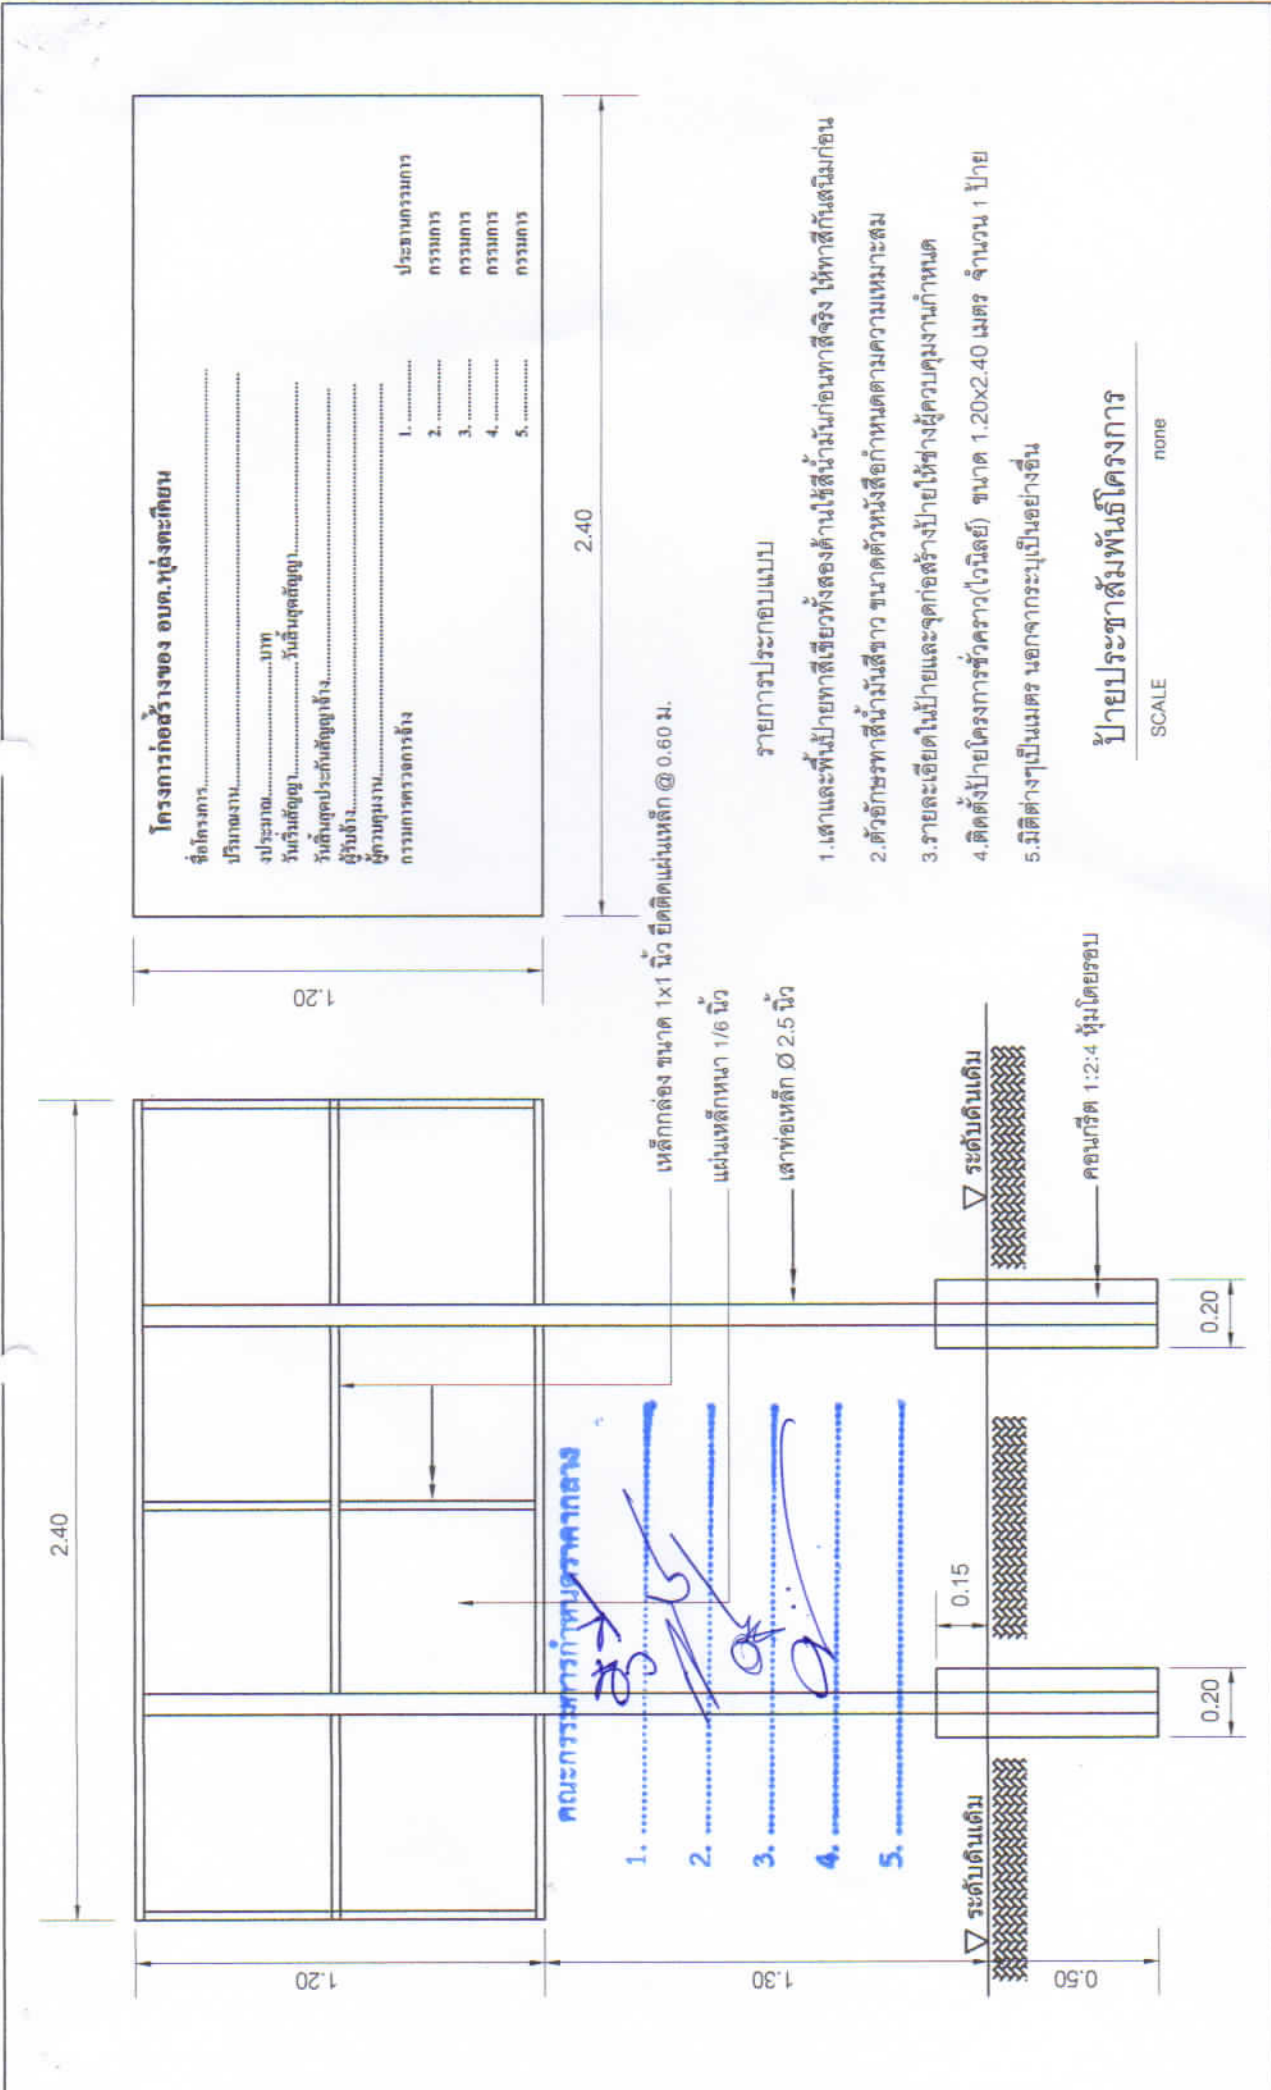 2.40
1.20
1.30
0.50
เหล็กกล่อง ขนาด 1x1 นิ้ว ยึดติดแผ่นเหล็ก @ 0.60 ม.
แผ่นเหล็กหนา 1/6 นิ้ว
เสาท่อเหล็ก Ø 2.5 นิ้ว
คณะกรรมการกำหนดราคากลาง
1.
2.
3.
4.
5.
0.15
ระดับดินเดิม
ระดับดินเดิม
คอนกรีต 1:2:4 หุ้มโดยรอบ
0.20
0.20
โครงการก่อสร้างของ อบต.ทุ่งตะเคียน
ชื่อโครงการ
ปริมาณงาน
งประมาณ บาท
วันเริ่มสัญญา วันสิ้นสุดสัญญา
วันสิ้นสุดประกันสัญญาจ้าง
ผู้รับจ้าง
ผู้ควบคุมงาน
กรรมการตรวจการจ้าง 1. ประธานกรรมการ
2. กรรมการ
3. กรรมการ
4. กรรมการ
5. กรรมการ
1.20
2.40
รายการประกอบแบบ
1.เสาและพื้นป้ายทาสีเขียวทั้งสองด้านใช้สีน้ำมันก่อนทาสีจริง ให้ทาสีกันสนิมก่อน
2.ตัวอักษรทาสีน้ำมันสีขาว ขนาดตัวหนังสือกำหนดตามความเหมาะสม
3.รายละเอียดในป้ายและจุดก่อสร้างป้ายให้ช่างผู้ควบคุมงานกำหนด
4.ติดตั้งป้ายโครงการชั่วคราว(ไวนิลย์) ขนาด 1.20x2.40 เมตร จำนวน 1 ป้าย
5.มิติต่างๆเป็นเมตร นอกจากระบุเป็นอย่างอื่น
ป้ายประชาสัมพันธ์โครงการ
SCALE none